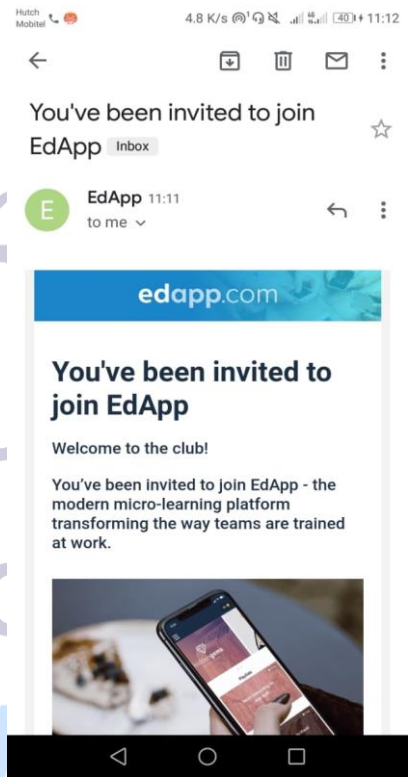 Hutch
Mobitel
4.8 K/s
40
11:12
You've been invited to join
EdApp Inbox
E
EdApp 11:11
to me
edapp.com
You've been invited to
join EdApp
Welcome to the club!
You've been invited to join EdApp - the
modern micro-learning platform
transforming the way teams are trained
at work.